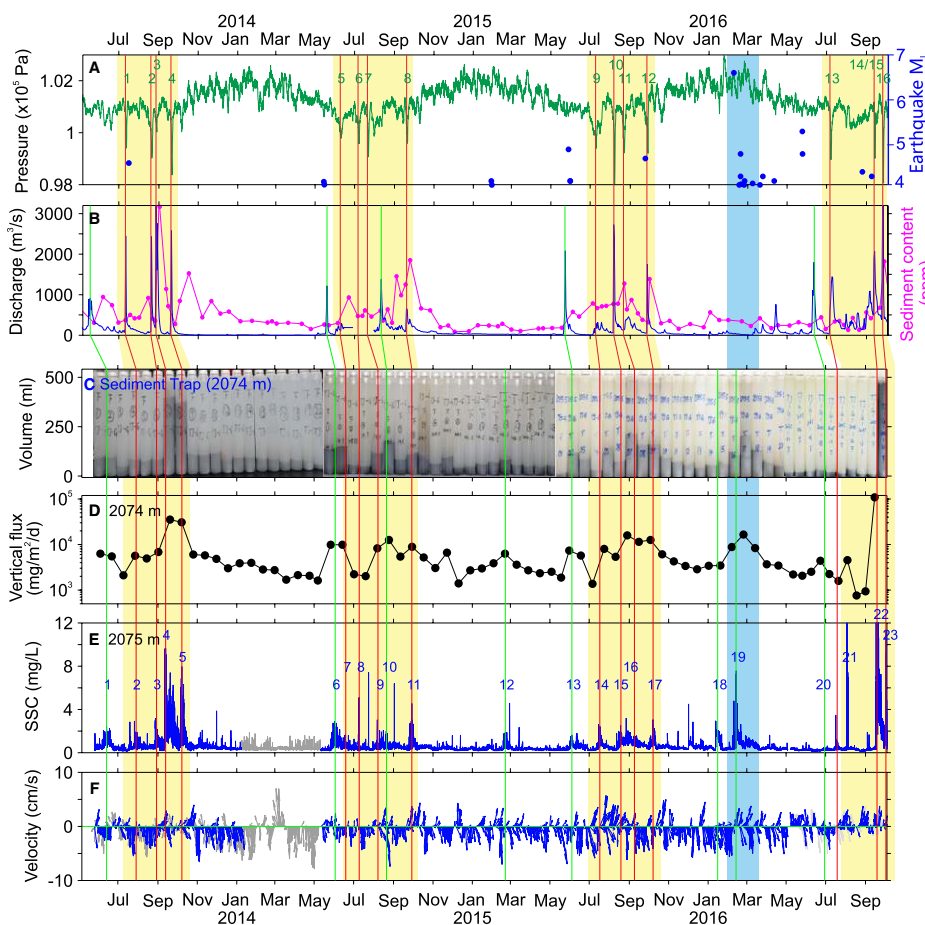 2014 2015 2016
Jul Sep Nov Jan Mar May Jul Sep Nov Jan Mar May Jul Sep Nov Jan Mar May Jul Sep
A
Pressure (x10⁵ Pa)
1.02
1
0.98
1 2 3 4 5 6 7 8 9 10 11 12 13 14/15 16
7
6
5
4
Earthquake M
B
Discharge (m³/s)
3000
2000
1000
0
Sediment content
C Sediment Trap (2074 m)
Volume (ml)
500
250
0
D 2074 m
Vertical flux
(mg/m²/d)
10⁵
10⁴
10³
E 2075 m
SSC (mg/L)
12
8
4
0
1 2 3 4 5 6 7 8 9 10 11 12 13 14 15 16 17 18 19 20 21 22 23
F
Velocity (cm/s)
10
0
-10
Jul Sep Nov Jan Mar May Jul Sep Nov Jan Mar May Jul Sep Nov Jan Mar May Jul Sep
2014 2015 2016